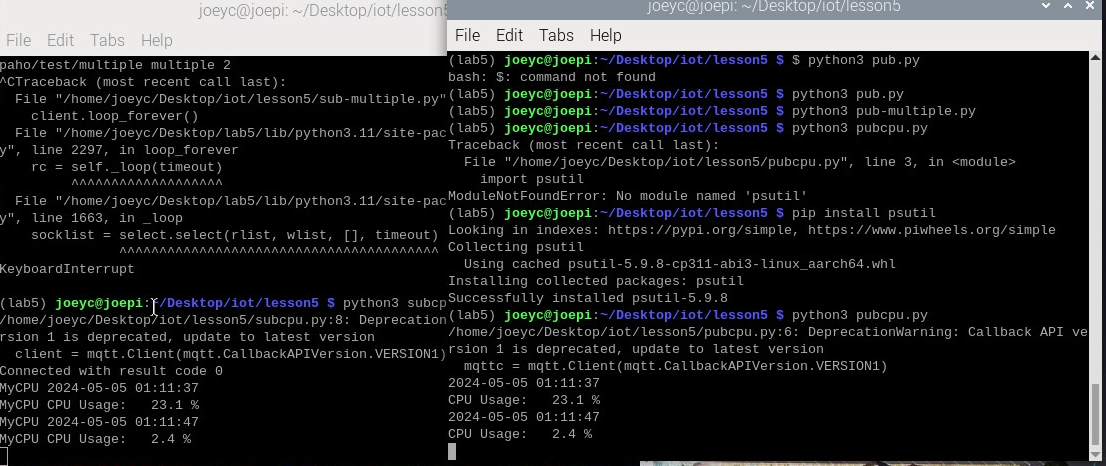 joeyc@joepi: ~/Desktop/iot/lesson5
File Edit Tabs Help
paho/test/multiple multiple 2
^CTraceback (most recent call last):
  File "/home/joeyc/Desktop/iot/lesson5/sub-multiple.py"
    client.loop_forever()
  File "/home/joeyc/Desktop/lab5/lib/python3.11/site-pac
y", line 2297, in loop_forever
    rc = self._loop(timeout)
         ^^^^^^^^^^^^^^^^^^^
  File "/home/joeyc/Desktop/lab5/lib/python3.11/site-pac
y", line 1663, in _loop
    socklist = select.select(rlist, wlist, [], timeout)
               ^^^^^^^^^^^^^^^^^^^^^^^^^^^^^^^^^^^^^^^^
KeyboardInterrupt
(lab5) joeyc@joepi:~/Desktop/iot/lesson5 $ python3 subcp
/home/joeyc/Desktop/iot/lesson5/subcpu.py:8: Deprecation
rsion 1 is deprecated, update to latest version
  client = mqtt.Client(mqtt.CallbackAPIVersion.VERSION1)
Connected with result code 0
MyCPU 2024-05-05 01:11:37
MyCPU CPU Usage:   23.1 %
MyCPU 2024-05-05 01:11:47
MyCPU CPU Usage:   2.4 %
joeyc@joepi: ~/Desktop/iot/lesson5
File Edit Tabs Help
(lab5) joeyc@joepi:~/Desktop/iot/lesson5 $ $ python3 pub.py
bash: $: command not found
(lab5) joeyc@joepi:~/Desktop/iot/lesson5 $ python3 pub.py
(lab5) joeyc@joepi:~/Desktop/iot/lesson5 $ python3 pub-multiple.py
(lab5) joeyc@joepi:~/Desktop/iot/lesson5 $ python3 pubcpu.py
Traceback (most recent call last):
  File "/home/joeyc/Desktop/iot/lesson5/pubcpu.py", line 3, in <module>
    import psutil
ModuleNotFoundError: No module named 'psutil'
(lab5) joeyc@joepi:~/Desktop/iot/lesson5 $ pip install psutil
Looking in indexes: https://pypi.org/simple, https://www.piwheels.org/simple
Collecting psutil
  Using cached psutil-5.9.8-cp311-abi3-linux_aarch64.whl
Installing collected packages: psutil
Successfully installed psutil-5.9.8
(lab5) joeyc@joepi:~/Desktop/iot/lesson5 $ python3 pubcpu.py
/home/joeyc/Desktop/iot/lesson5/pubcpu.py:6: DeprecationWarning: Callback API ve
rsion 1 is deprecated, update to latest version
  mqttc = mqtt.Client(mqtt.CallbackAPIVersion.VERSION1)
2024-05-05 01:11:37
CPU Usage:   23.1 %
2024-05-05 01:11:47
CPU Usage:   2.4 %